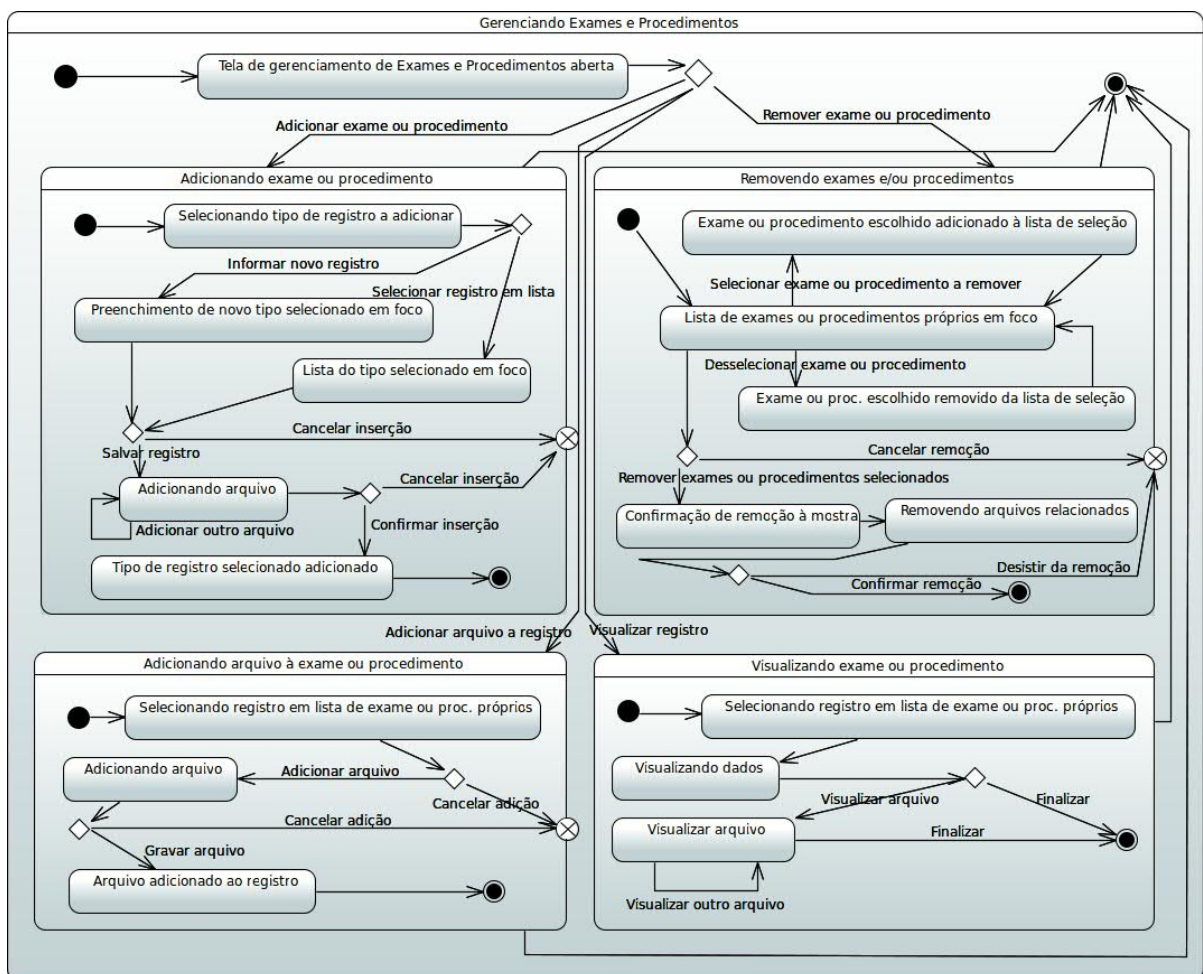 Gerenciando Exames e Procedimentos
Tela de gerenciamento de Exames e Procedimentos aberta
Adicionar exame ou procedimento
Remover exame ou procedimento
Adicionando exame ou procedimento
Selecionando tipo de registro a adicionar
Informar novo registro
Selecionar registro em lista
Preenchimento de novo tipo selecionado em foco
Lista do tipo selecionado em foco
Cancelar inserção
Salvar registro
Cancelar inserção
Adicionando arquivo
Adicionar outro arquivo
Confirmar inserção
Tipo de registro selecionado adicionado
Removendo exames e/ou procedimentos
Exame ou procedimento escolhido adicionado à lista de seleção
Selecionar exame ou procedimento a remover
Lista de exames ou procedimentos próprios em foco
Desselecionar exame ou procedimento
Exame ou proc. escolhido removido da lista de seleção
Cancelar remoção
Remover exames ou procedimentos selecionados
Confirmação de remoção à mostra
Removendo arquivos relacionados
Desistir da remoção
Confirmar remoção
Adicionar arquivo a registro
Visualizar registro
Adicionando arquivo à exame ou procedimento
Selecionando registro em lista de exame ou proc. próprios
Adicionando arquivo
Adicionar arquivo
Cancelar adição
Cancelar adição
Gravar arquivo
Arquivo adicionado ao registro
Visualizando exame ou procedimento
Selecionando registro em lista de exame ou proc. próprios
Visualizando dados
Visualizar arquivo
Finalizar
Visualizar arquivo
Finalizar
Visualizar outro arquivo